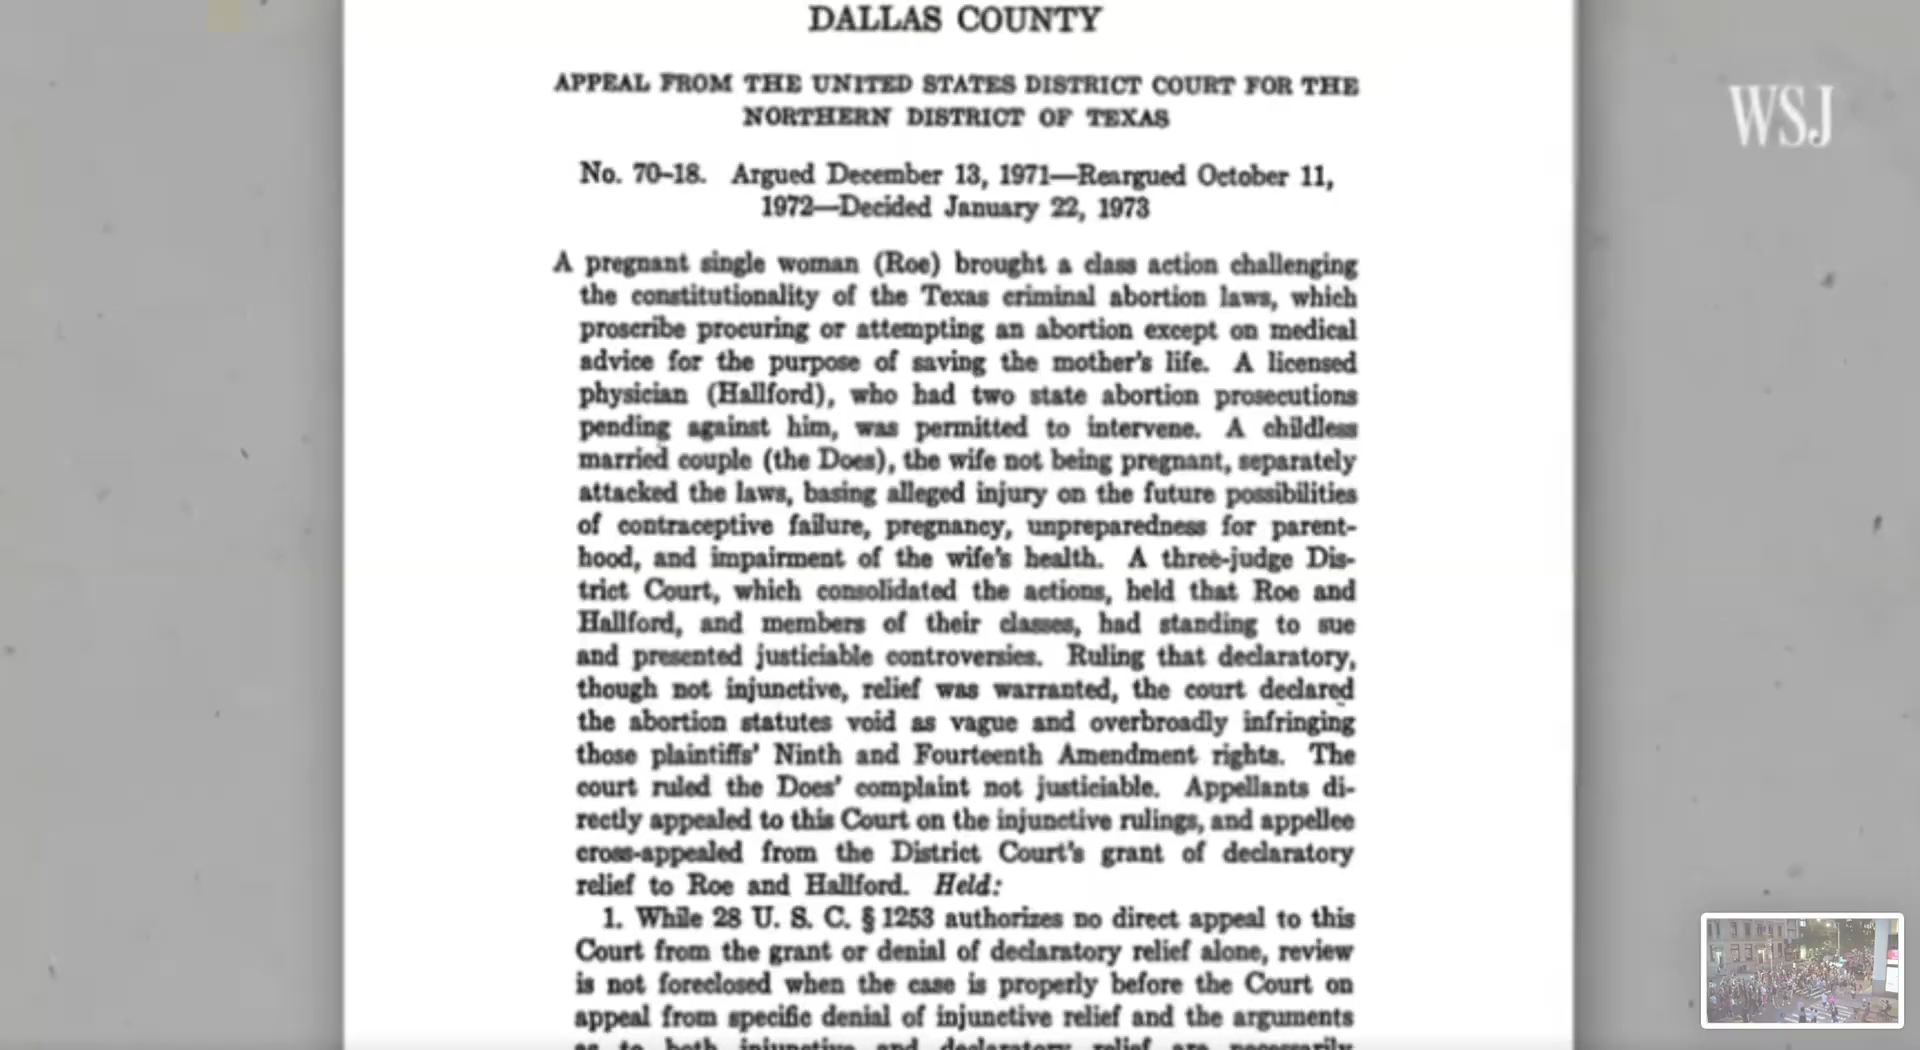 DALLAS COUNTY
APPEAL FROM THE UNITED STATES DISTRICT COURT FOR THE
NORTHERN DISTRICT OF TEXAS
No. 70–18. Argued December 13, 1971—Reargued October 11,
1972—Decided January 22, 1973
A pregnant single woman (Roe) brought a class action challenging
the constitutionality of the Texas criminal abortion laws, which
proscribe procuring or attempting an abortion except on medical
advice for the purpose of saving the mother's life. A licensed
physician (Hallford), who had two state abortion prosecutions
pending against him, was permitted to intervene. A childless
married couple (the Does), the wife not being pregnant, separately
attacked the laws, basing alleged injury on the future possibilities
of contraceptive failure, pregnancy, unpreparedness for parent-
hood, and impairment of the wife's health. A three-judge Dis-
trict Court, which consolidated the actions, held that Roe and
Hallford, and members of their classes, had standing to sue
and presented justiciable controversies. Ruling that declaratory,
though not injunctive, relief was warranted, the court declared
the abortion statutes void as vague and overbroadly infringing
those plaintiffs' Ninth and Fourteenth Amendment rights. The
court ruled the Does' complaint not justiciable. Appellants di-
rectly appealed to this Court on the injunctive rulings, and appellee
cross-appealed from the District Court's grant of declaratory
relief to Roe and Hallford. Held:
1. While 28 U. S. C. § 1253 authorizes no direct appeal to this
Court from the grant or denial of declaratory relief alone, review
is not foreclosed when the case is properly before the Court on
appeal from specific denial of injunctive relief and the arguments
as to both injunctive and declaratory relief are necessarily
WSJ